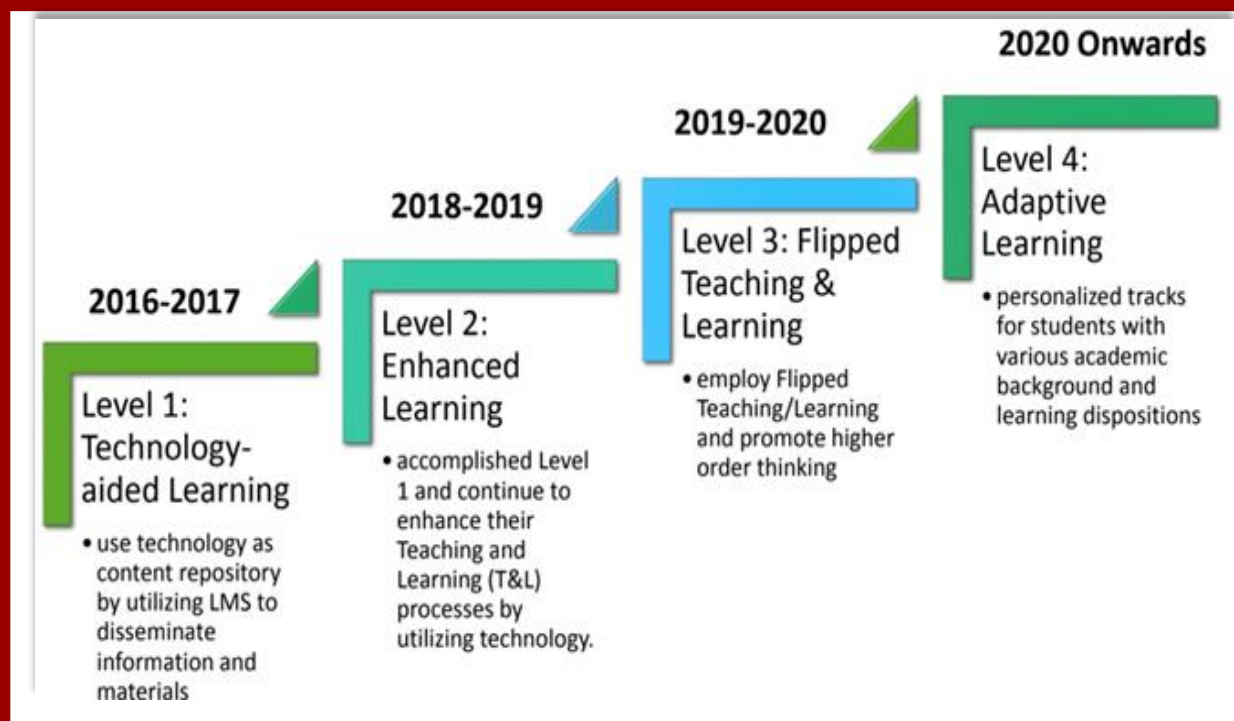 2016-2017
Level 1:
Technology-
aided Learning
• use technology as
content repository
by utilizing LMS to
disseminate
information and
materials
2018-2019
Level 2:
Enhanced
Learning
• accomplished Level
1 and continue to
enhance their
Teaching and
Learning (T&L)
processes by
utilizing technology.
2019-2020
Level 3: Flipped
Teaching &
Learning
• employ Flipped
Teaching/Learning
and promote higher
order thinking
2020 Onwards
Level 4:
Adaptive
Learning
• personalized tracks
for students with
various academic
background and
learning dispositions